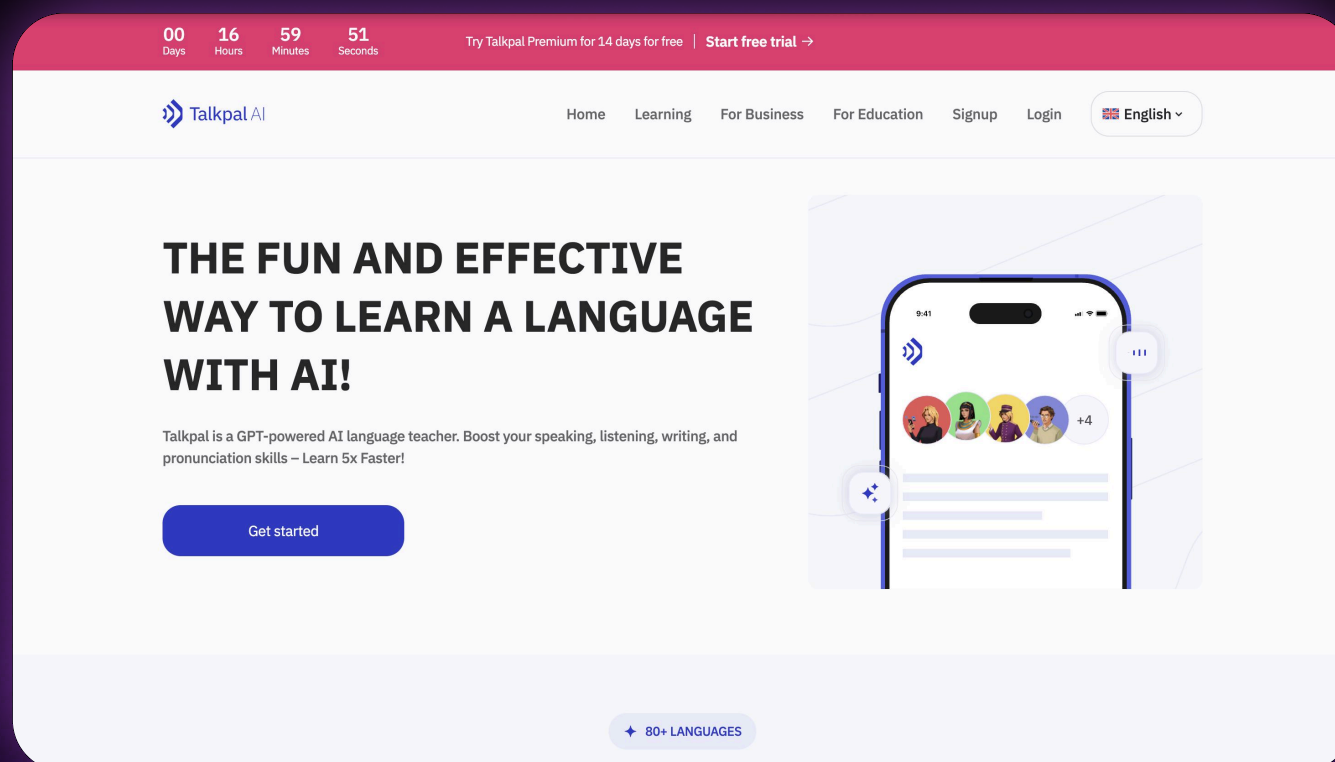 00 16 59 51
Days Hours Minutes Seconds
Try Talkpal Premium for 14 days for free | Start free trial →
Talkpal AI
Home Learning For Business For Education Signup Login English
THE FUN AND EFFECTIVE
WAY TO LEARN A LANGUAGE
WITH AI!
Talkpal is a GPT-powered AI language teacher. Boost your speaking, listening, writing, and
pronunciation skills – Learn 5x Faster!
Get started
9:41
+4
80+ LANGUAGES